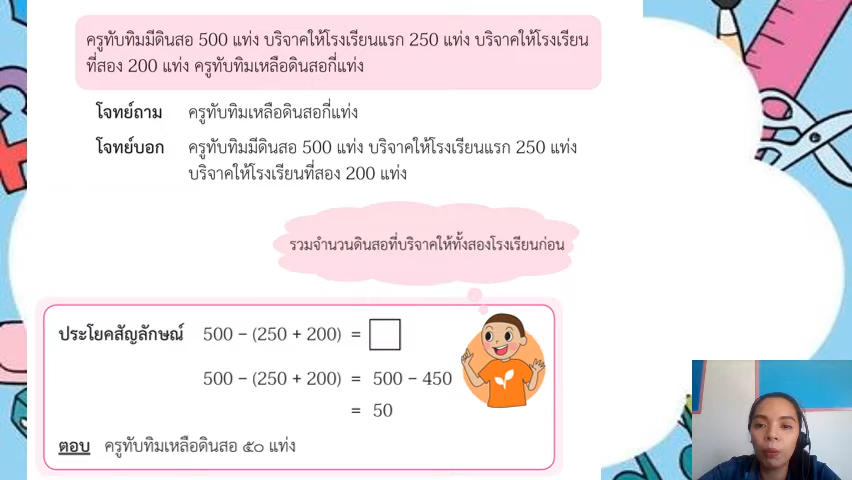 ครูทับทิมมีดินสอ 500 แท่ง บริจาคให้โรงเรียนแรก 250 แท่ง บริจาคให้โรงเรียน
ที่สอง 200 แท่ง ครูทับทิมเหลือดินสอกี่แท่ง
โจทย์ถาม ครูทับทิมเหลือดินสอกี่แท่ง
โจทย์บอก ครูทับทิมมีดินสอ 500 แท่ง บริจาคให้โรงเรียนแรก 250 แท่ง
บริจาคให้โรงเรียนที่สอง 200 แท่ง
รวมจำนวนดินสอที่บริจาคให้ทั้งสองโรงเรียนก่อน
ประโยคสัญลักษณ์ 500 − (250 + 200) = □
500 − (250 + 200) = 500 − 450
= 50
ตอบ ครูทับทิมเหลือดินสอ ๕๐ แท่ง